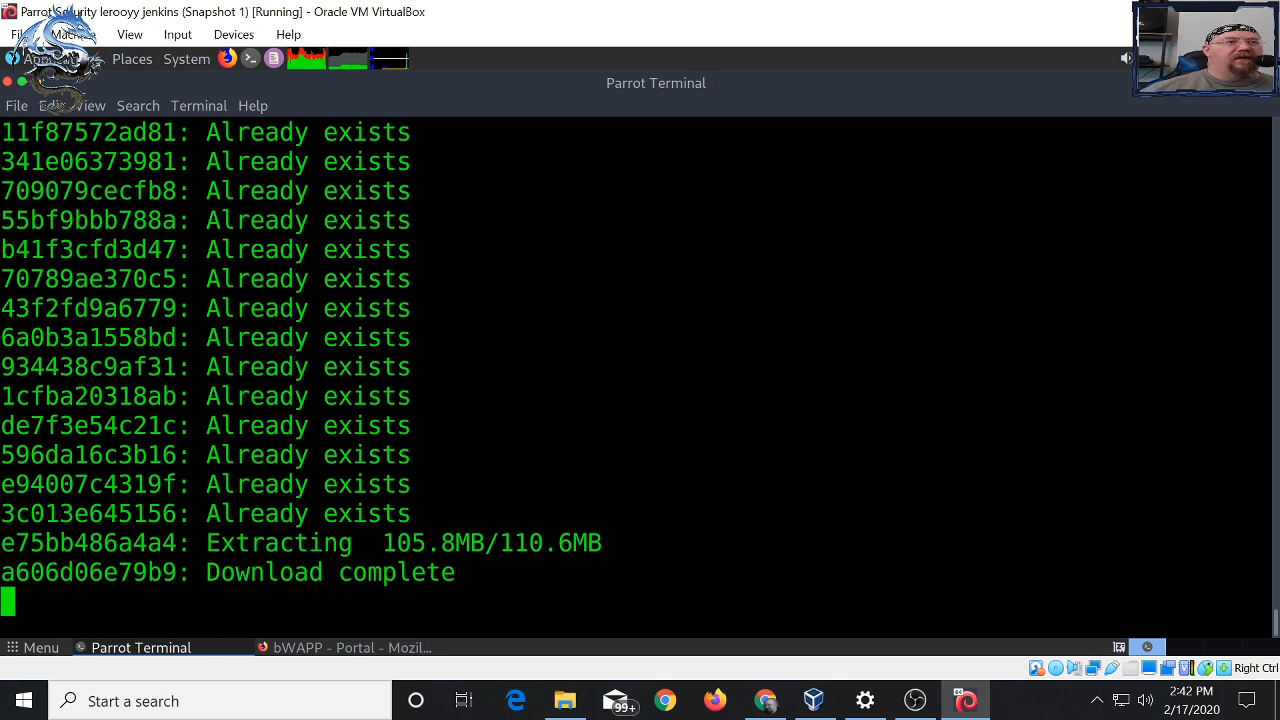 Parrot Security lerooyy jenkins (Snapshot 1) [Running] - Oracle VM VirtualBox
View Input Devices Help
Places System
Parrot Terminal
File Edit View Search Terminal Help
11f87572ad81: Already exists
341e06373981: Already exists
709079cecfb8: Already exists
55bf9bbb788a: Already exists
b41f3cfd3d47: Already exists
70789ae370c5: Already exists
43f2fd9a6779: Already exists
6a0b3a1558bd: Already exists
934438c9af31: Already exists
1cfba20318ab: Already exists
de7f3e54c21c: Already exists
596da16c3b16: Already exists
e94007c4319f: Already exists
3c013e645156: Already exists
e75bb486a4a4: Extracting 105.8MB/110.6MB
a606d06e79b9: Download complete
Menu Parrot Terminal bWAPP - Portal - Mozil...
Right Ctrl
Start a search 99+ 2:42 PM
2/17/2020